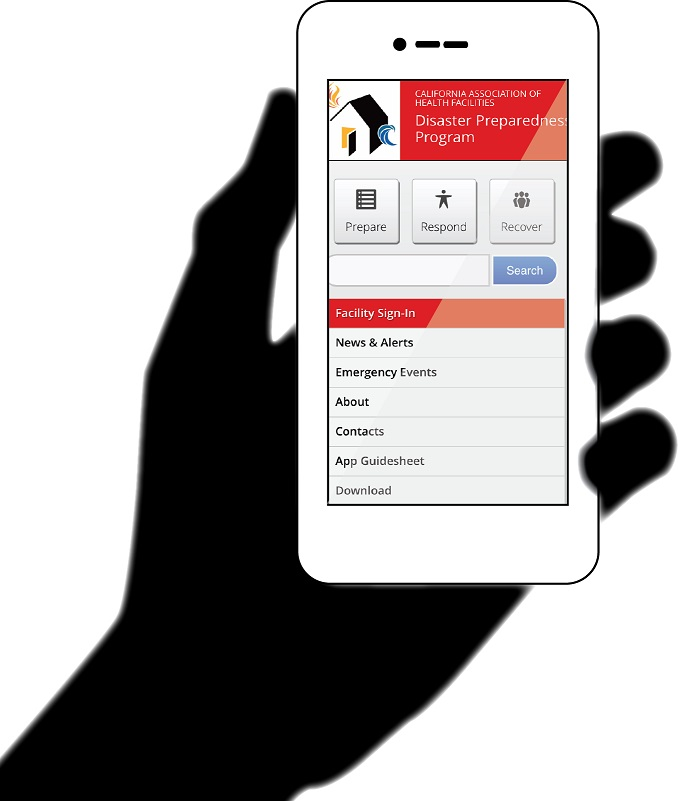 CALIFORNIA ASSOCIATION OF
HEALTH FACILITIES
Disaster Preparedness
Program
Prepare Respond Recover
Search
Facility Sign-In
News & Alerts
Emergency Events
About
Contacts
App Guidesheet
Download